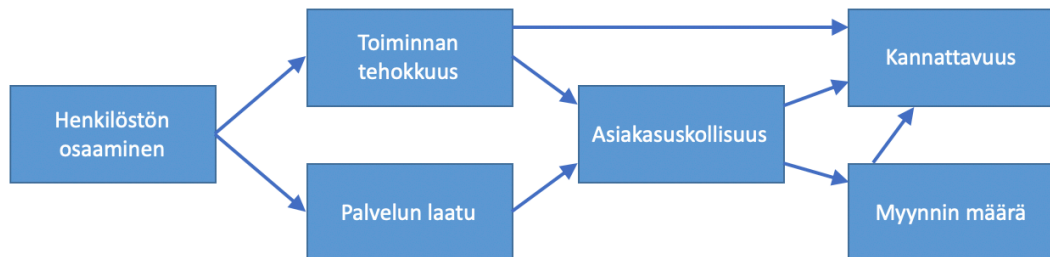 Henkilöstön
osaaminen
Toiminnan
tehokkuus
Palvelun laatu
Asiakasuskollisuus
Kannattavuus
Myynnin määrä